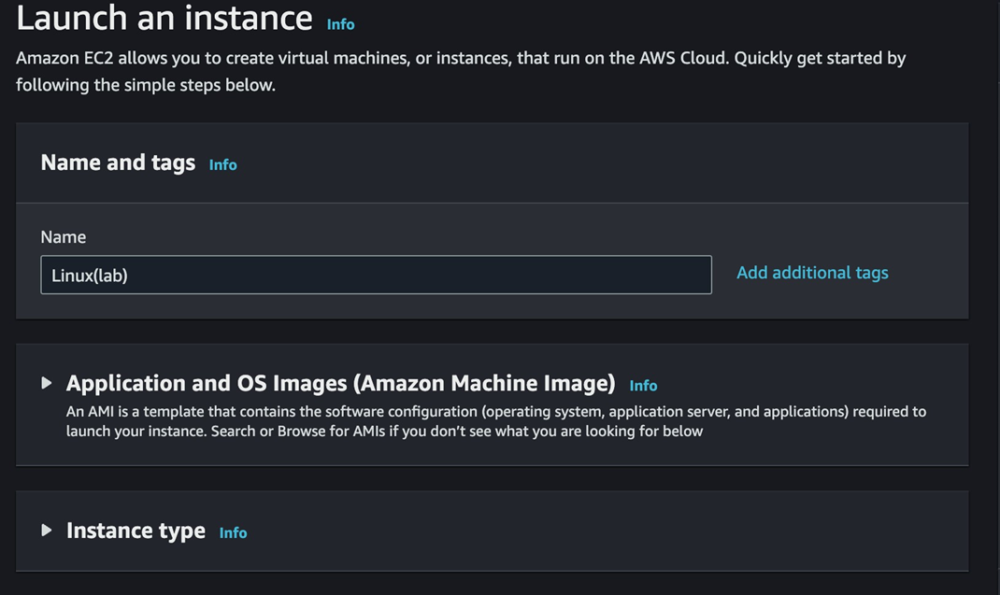 Launch an instance Info
Amazon EC2 allows you to create virtual machines, or instances, that run on the AWS Cloud. Quickly get started by
following the simple steps below.
Name and tags Info
Name
Linux(lab)
Add additional tags
Application and OS Images (Amazon Machine Image) Info
An AMI is a template that contains the software configuration (operating system, application server, and applications) required to
launch your instance. Search or Browse for AMIs if you don’t see what you are looking for below
Instance type Info